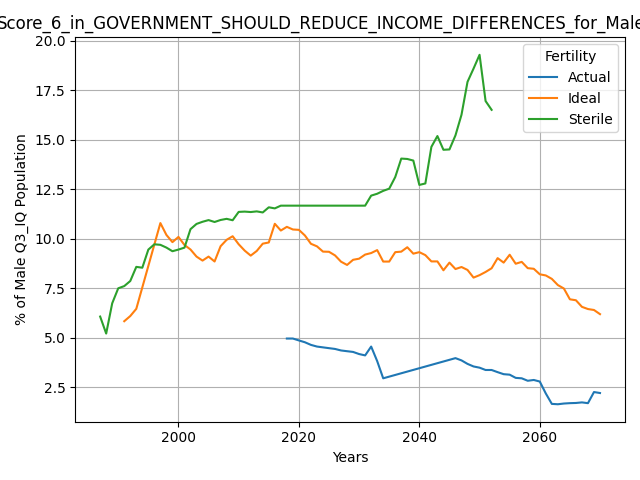 Score_6_in_GOVERNMENT_SHOULD_REDUCE_INCOME_DIFFERENCES_for_Male
20.0
17.5
15.0
12.5
10.0
7.5
5.0
2.5
% of Male Q3_IQ Population
Fertility
Actual
Ideal
Sterile
2000
2020
2040
2060
Years